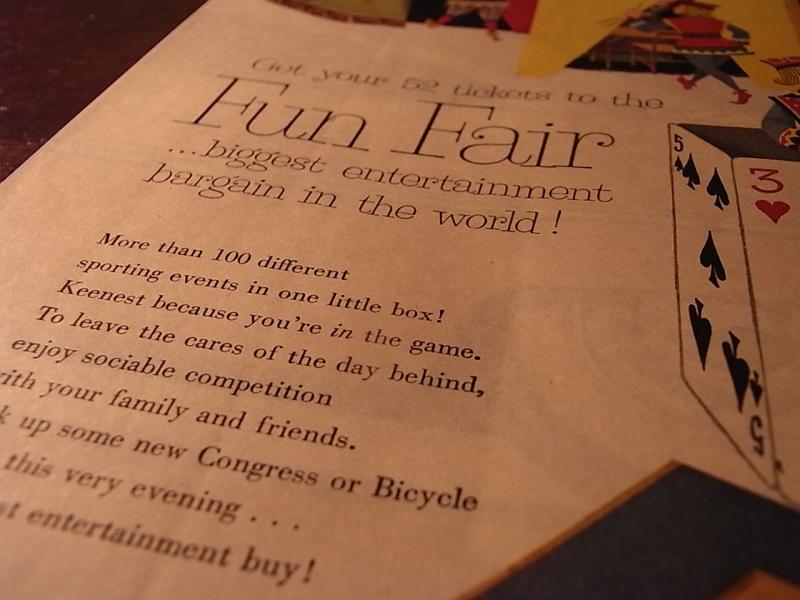 Got your 52 tickets to the
Fun Fair
...biggest entertainment
bargain in the world!
More than 100 different
sporting events in one little box!
Keenest because you're in the game.
To leave the cares of the day behind,
enjoy sociable competition
with your family and friends.
up some new Congress or Bicycle
this very evening . . .
entertainment buy!
5
3
5